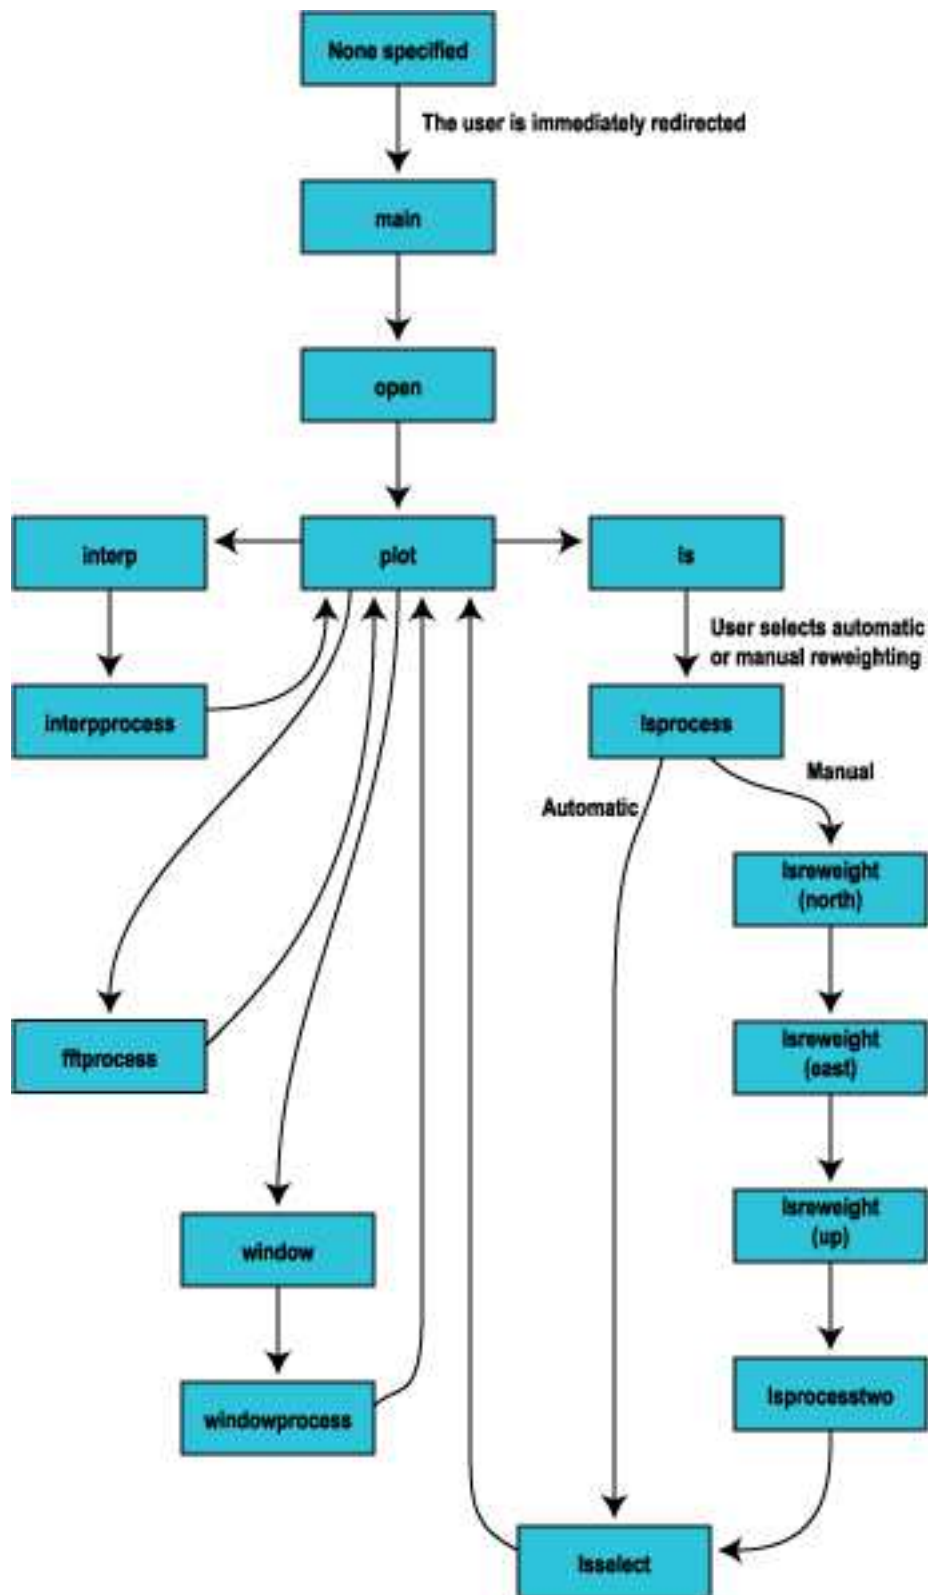 None specified
The user is immediately redirected
main
open
interp
plot
is
User selects automatic
or manual reweighting
interpprocess
lsprocess
Manual
Automatic
lsreweight
(north)
fftprocess
lsreweight
(east)
lsreweight
(up)
window
windowprocess
lsprocesstwo
lsselect